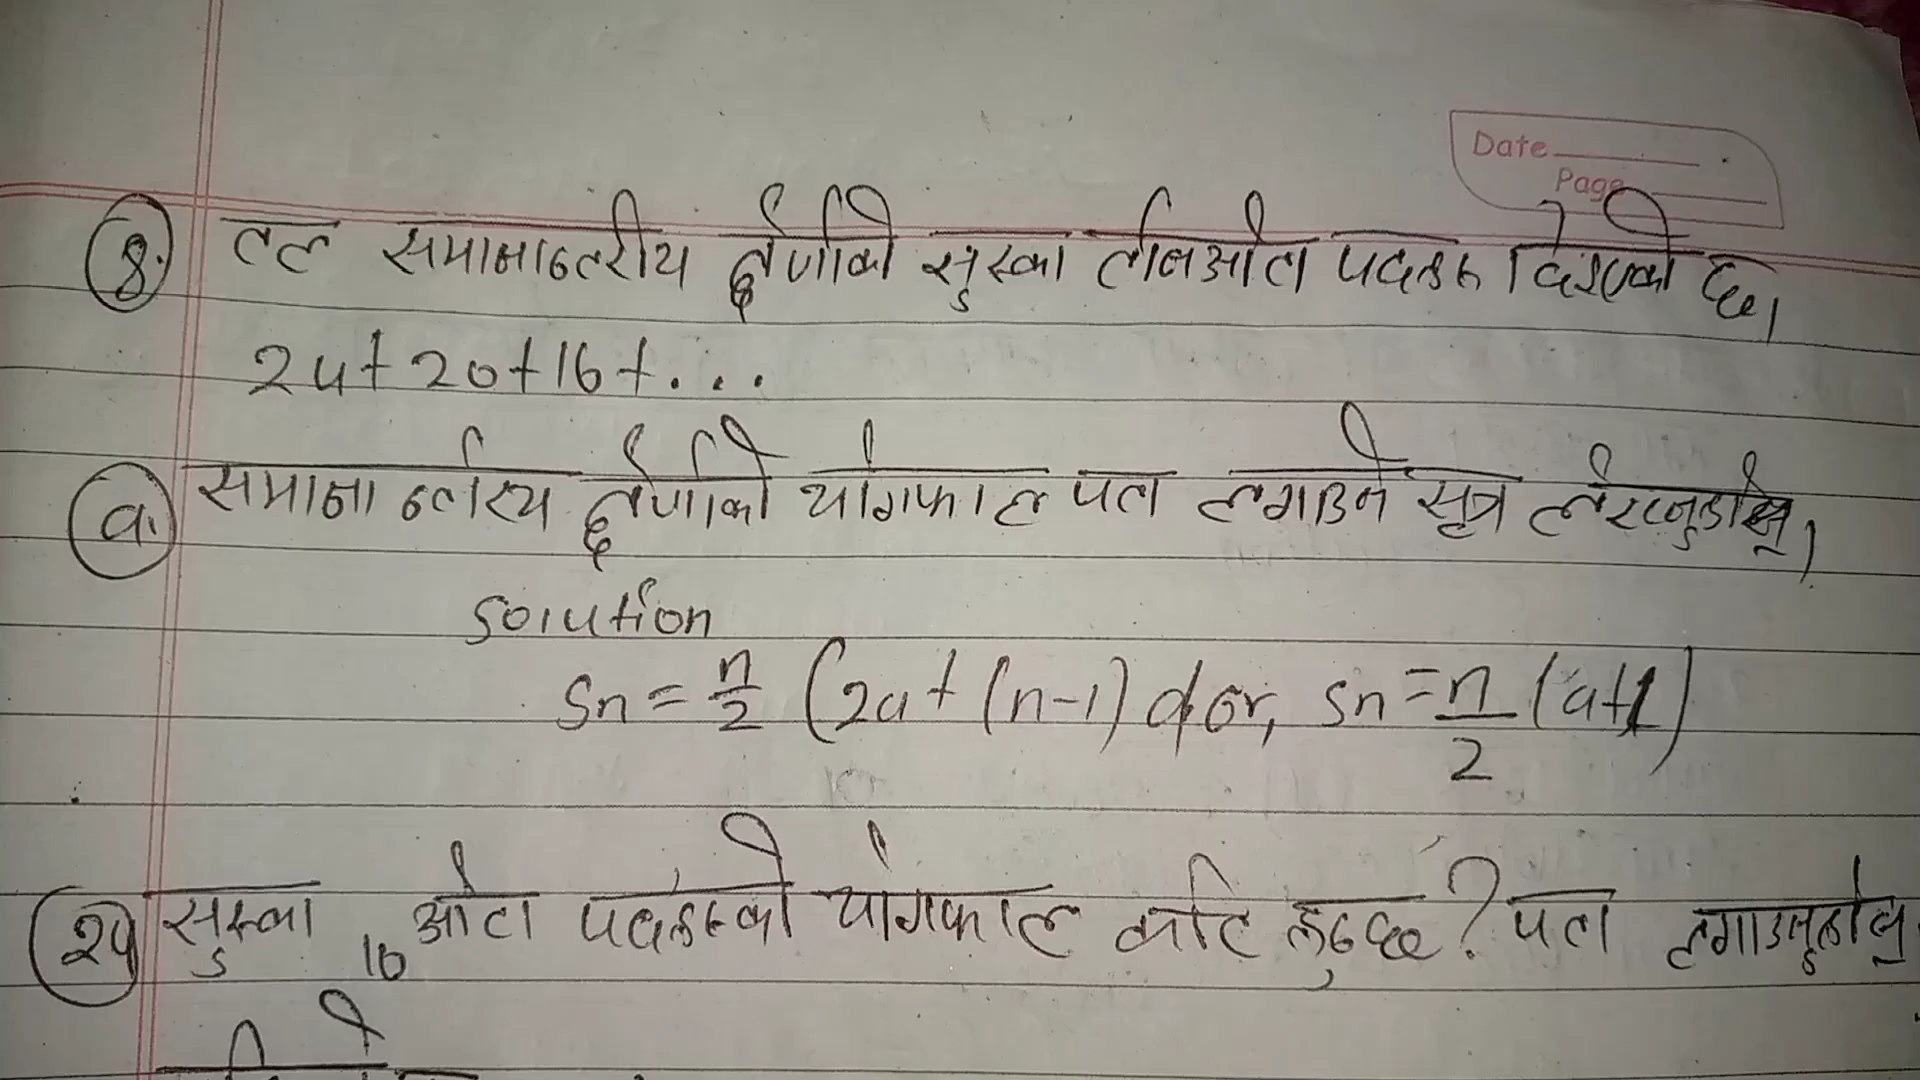 Date
Page
8. तल समानान्तरीय श्रेणीको सुरुका तीनओटा पदहरू दिइएको छ।
24+20+16+...
a. समानान्तरीय श्रेणीको योगफल पता लगाउने सूत्र लेख्नुहोस्।
solution
Sn = n/2 (2a + (n-1) d or, Sn = n/2 (a+l)
सुरुका 10 ओटा पदहरूको योगफल कति हुन्छ? पता लगाउनुहोस्